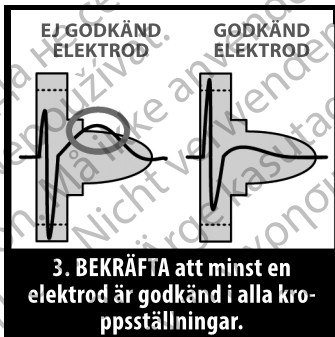 EJ GODKÄND
ELEKTROD
GODKÄND
ELEKTROD
3. BEKRÄFTA att minst en
elektrod är godkänd i alla kro-
ppsställningar.